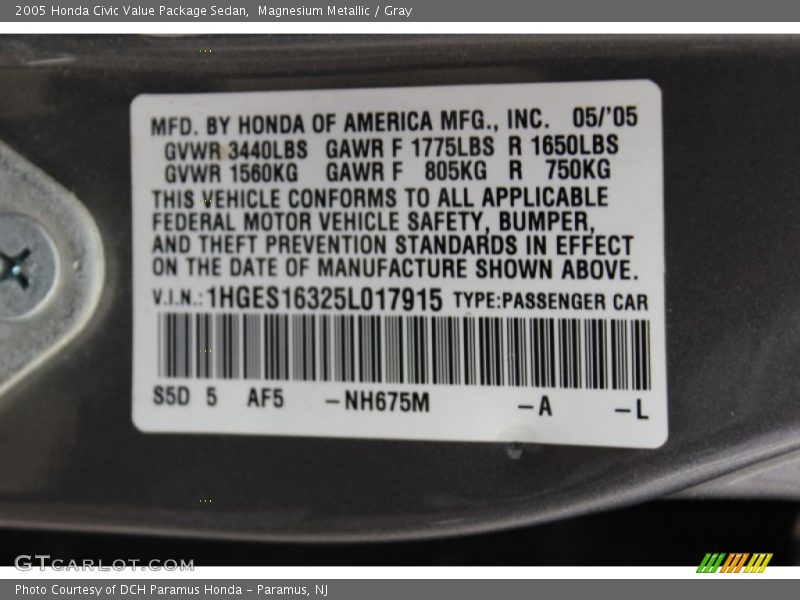 2005 Honda Civic Value Package Sedan,  Magnesium Metallic / Gray
MFD. BY HONDA OF AMERICA MFG., INC. 05/'05
GVWR 3440LBS GAWR F 1775LBS R 1650LBS
GVWR 1560KG GAWR F 805KG R 750KG
THIS VEHICLE CONFORMS TO ALL APPLICABLE
FEDERAL MOTOR VEHICLE SAFETY, BUMPER,
AND THEFT PREVENTION STANDARDS IN EFFECT
ON THE DATE OF MANUFACTURE SHOWN ABOVE.
V.I.N.: 1HGES16325L017915 TYPE:PASSENGER CAR
S5D 5 AF5 –NH675M –A –L
GTCARLOT.COM
Photo Courtesy of DCH Paramus Honda - Paramus, NJ